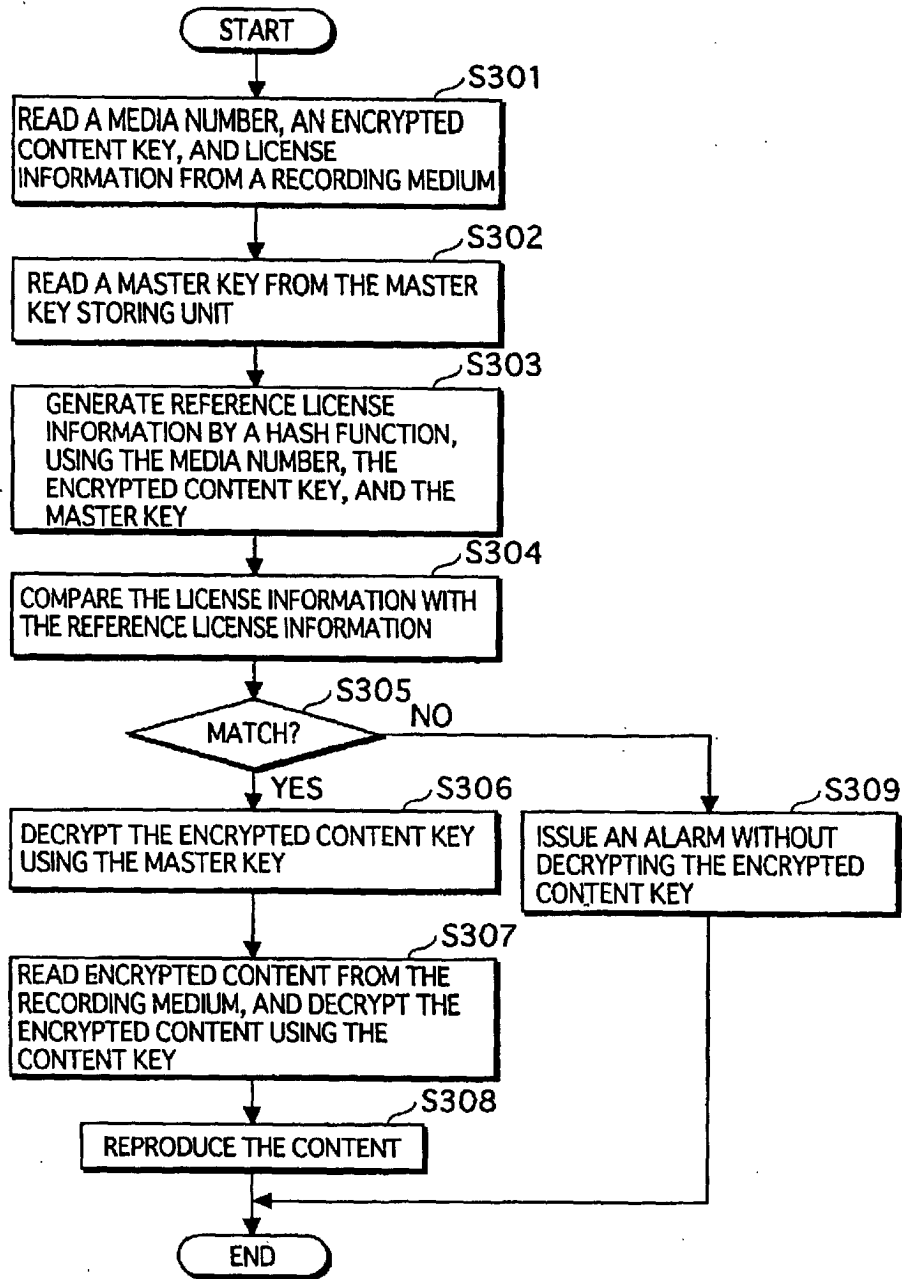 START
S301
READ A MEDIA NUMBER, AN ENCRYPTED
CONTENT KEY, AND LICENSE
INFORMATION FROM A RECORDING MEDIUM
S302
READ A MASTER KEY FROM THE MASTER
KEY STORING UNIT
S303
GENERATE REFERENCE LICENSE
INFORMATION BY A HASH FUNCTION,
USING THE MEDIA NUMBER, THE
ENCRYPTED CONTENT KEY, AND THE
MASTER KEY
S304
COMPARE THE LICENSE INFORMATION WITH
THE REFERENCE LICENSE INFORMATION
S305
MATCH?
NO
YES
S306
DECRYPT THE ENCRYPTED CONTENT KEY
USING THE MASTER KEY
S309
ISSUE AN ALARM WITHOUT
DECRYPTING THE ENCRYPTED
CONTENT KEY
S307
READ ENCRYPTED CONTENT FROM THE
RECORDING MEDIUM, AND DECRYPT THE
ENCRYPTED CONTENT USING THE
CONTENT KEY
S308
REPRODUCE THE CONTENT
END